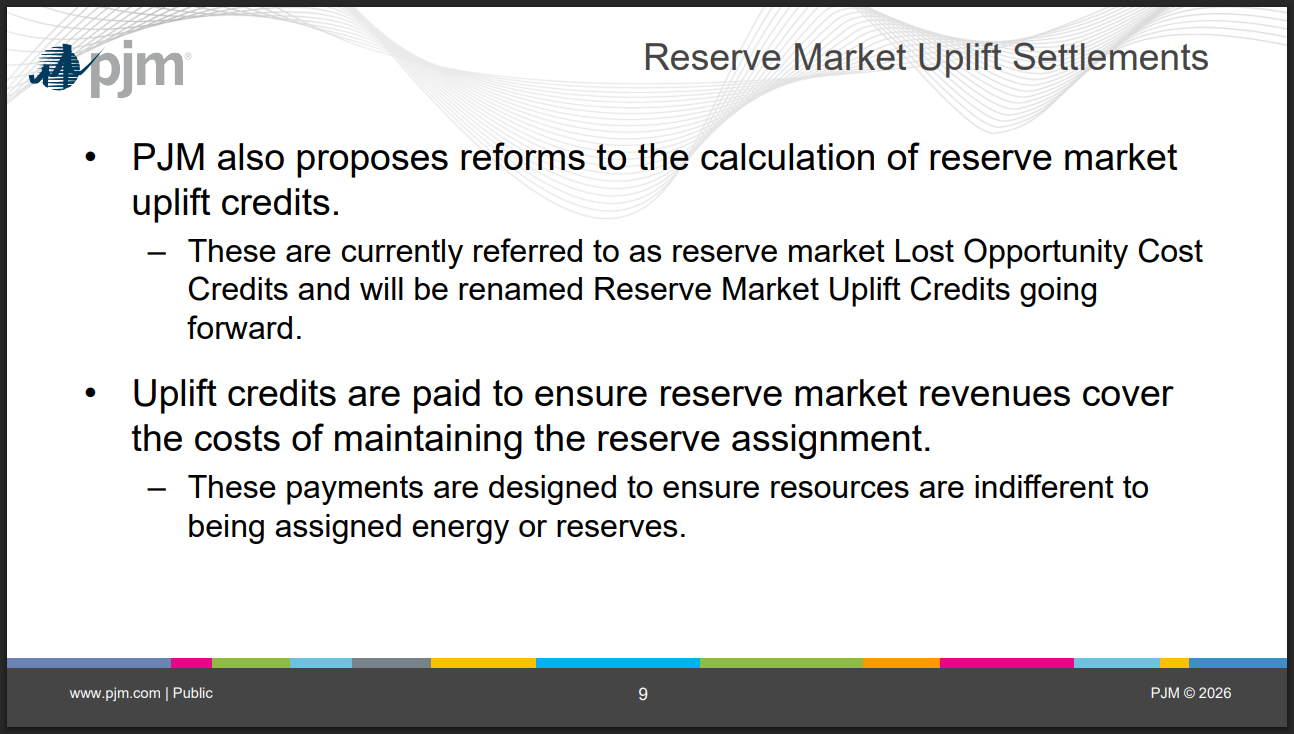 pjm®
Reserve Market Uplift Settlements
• PJM also proposes reforms to the calculation of reserve market
uplift credits.
– These are currently referred to as reserve market Lost Opportunity Cost
Credits and will be renamed Reserve Market Uplift Credits going
forward.
• Uplift credits are paid to ensure reserve market revenues cover
the costs of maintaining the reserve assignment.
– These payments are designed to ensure resources are indifferent to
being assigned energy or reserves.
www.pjm.com | Public
9
PJM © 2026